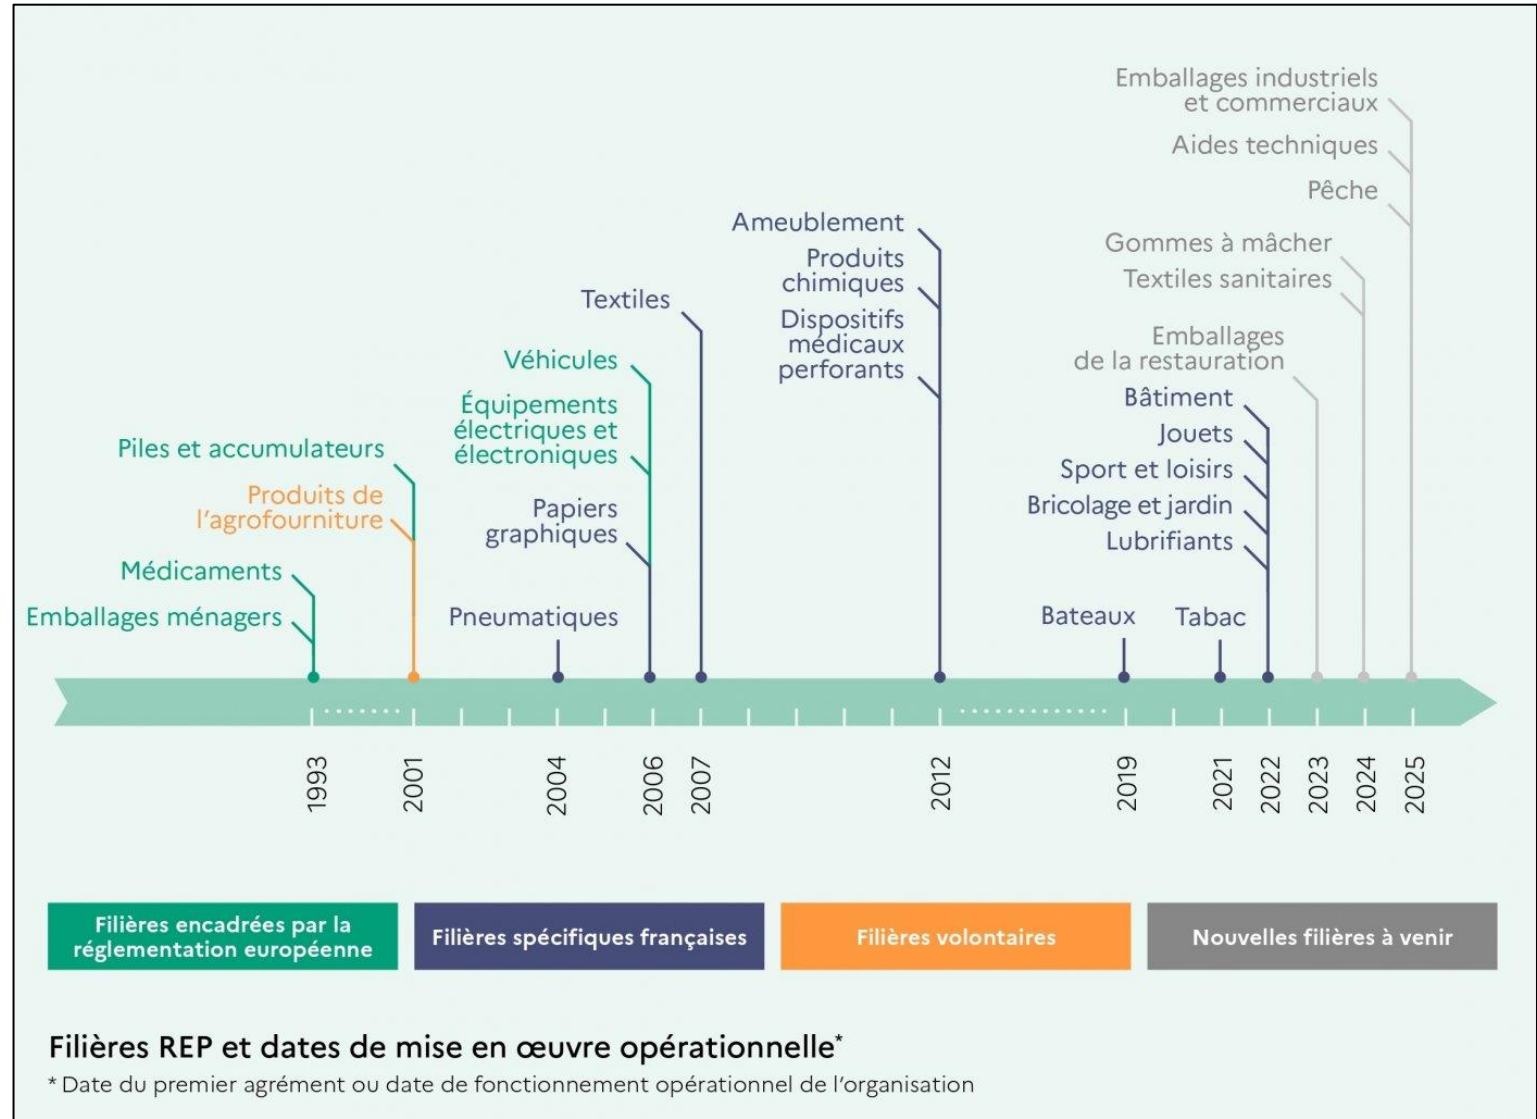 Emballages industriels
et commerciaux
Aides techniques
Pêche
Ameublement
Gommes à mâcher
Produits
chimiques
Textiles sanitaires
Textiles
Dispositifs
médicaux
perforants
Emballages
de la restauration
Véhicules
Bâtiment
Équipements
électriques et
électroniques
Jouets
Piles et accumulateurs
Sport et loisirs
Produits de
l'agrofourniture
Papiers
graphiques
Bricolage et jardin
Lubrifiants
Médicaments
Emballages ménagers
Pneumatiques
Bateaux
Tabac
1993
2001
2004
2006
2007
2012
2019
2021
2022
2023
2024
2025
Filières encadrées par la
réglementation européenne
Filières spécifiques françaises
Filières volontaires
Nouvelles filières à venir
Filières REP et dates de mise en œuvre opérationnelle*
* Date du premier agrément ou date de fonctionnement opérationnel de l'organisation